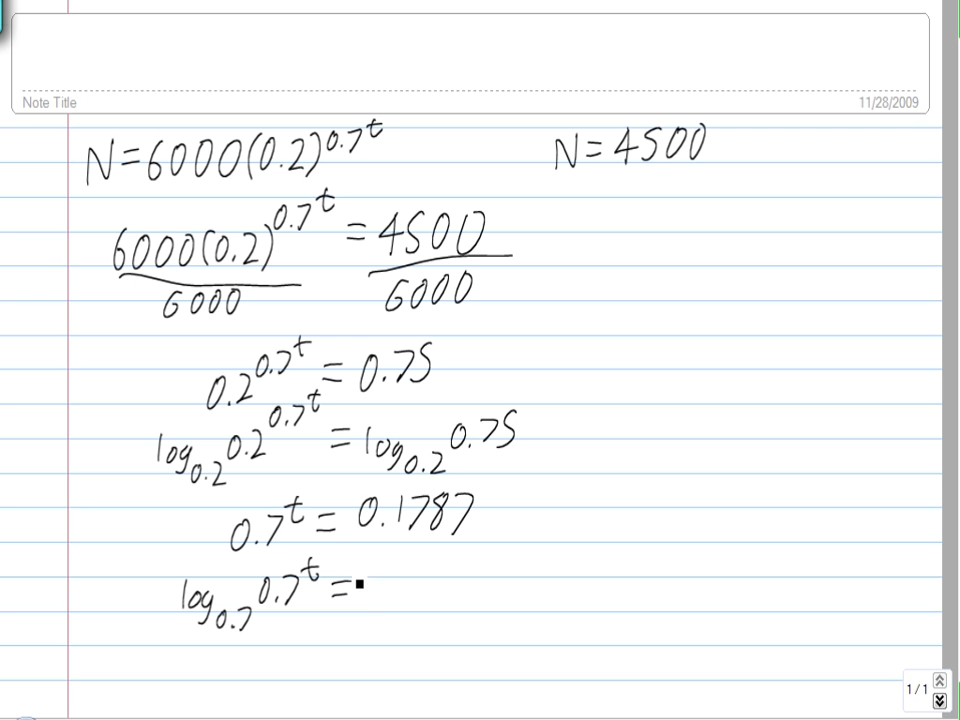 Note Title 11/28/2009
N=6000(0.2)^0.7^t N=4500
6000(0.2)^0.7^t = 4500
6000 6000
0.2^0.7^t = 0.75
log_0.2 0.2^0.7^t = log_0.2 0.75
0.7^t = 0.1787
log_0.7 0.7^t =
1/1